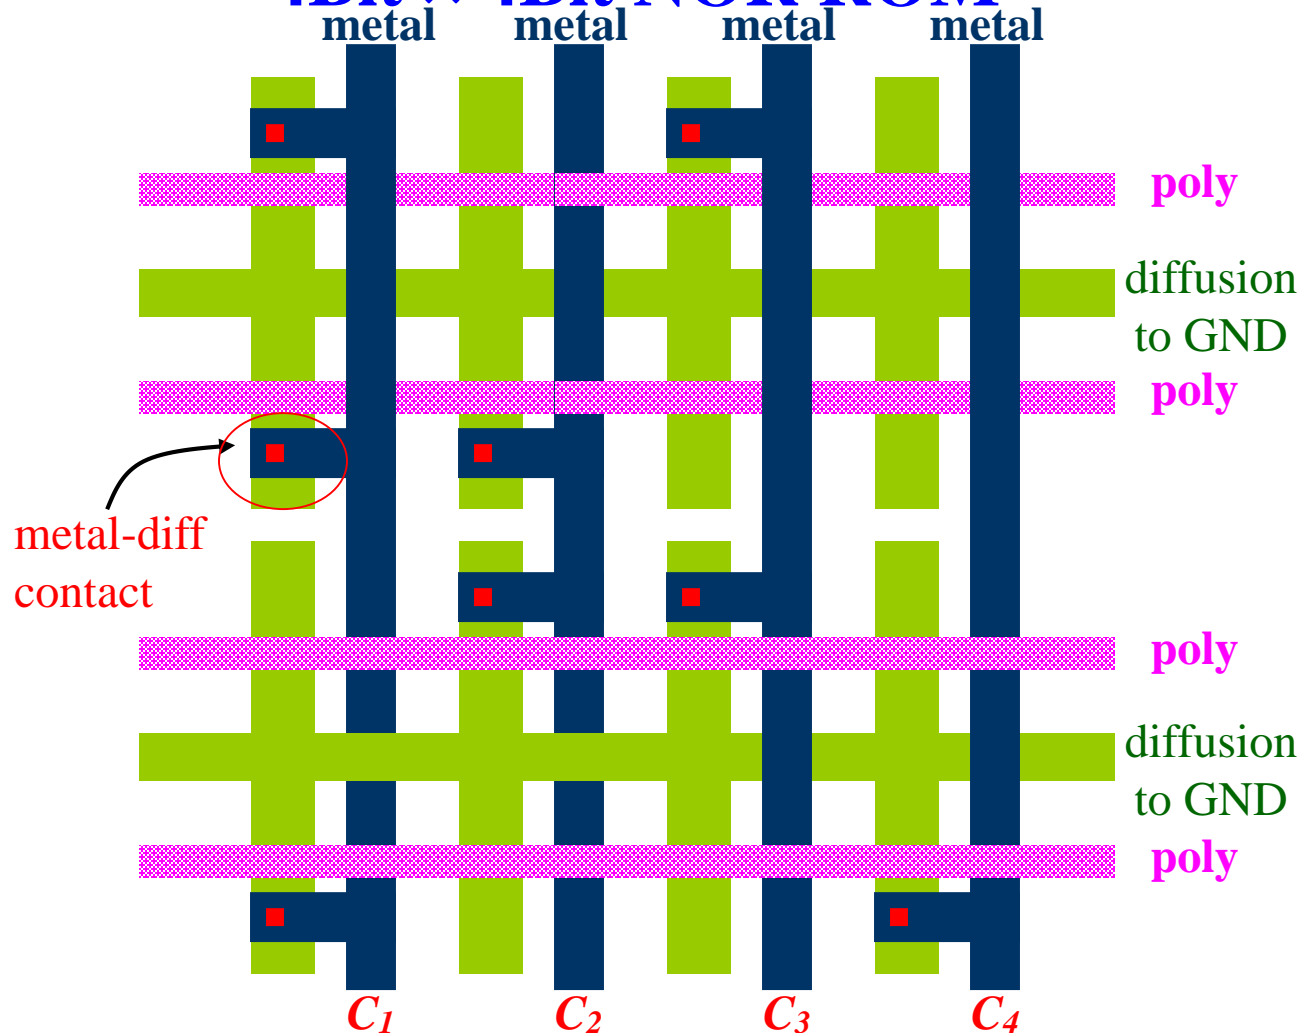 metal metal metal metal
poly
diffusion
to GND
poly
metal-diff
contact
poly
diffusion
to GND
poly
C1 C2 C3 C4